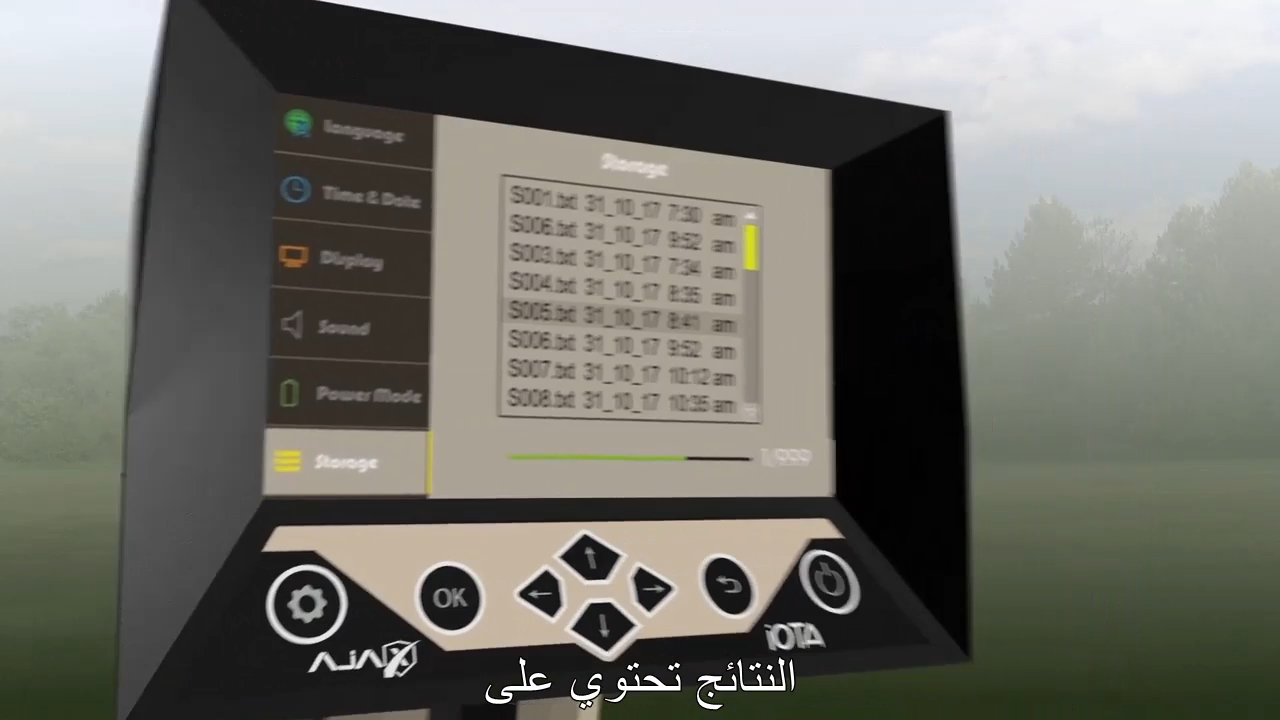 language
Time & Date
Display
Sound
Power Mode
Storage
Storage
S001.txt 31_10_17 7:30 am
S006.txt 31_10_17 9:52 am
S003.txt 31_10_17 7:34 am
S004.txt 31_10_17 8:35 am
S005.txt 31_10_17 8:41 am
S006.txt 31_10_17 9:52 am
S007.txt 31_10_17 10:12 am
S008.txt 31_10_17 10:35 am
1/999
OK
AJAX
iOTA
النتائج تحتوي على